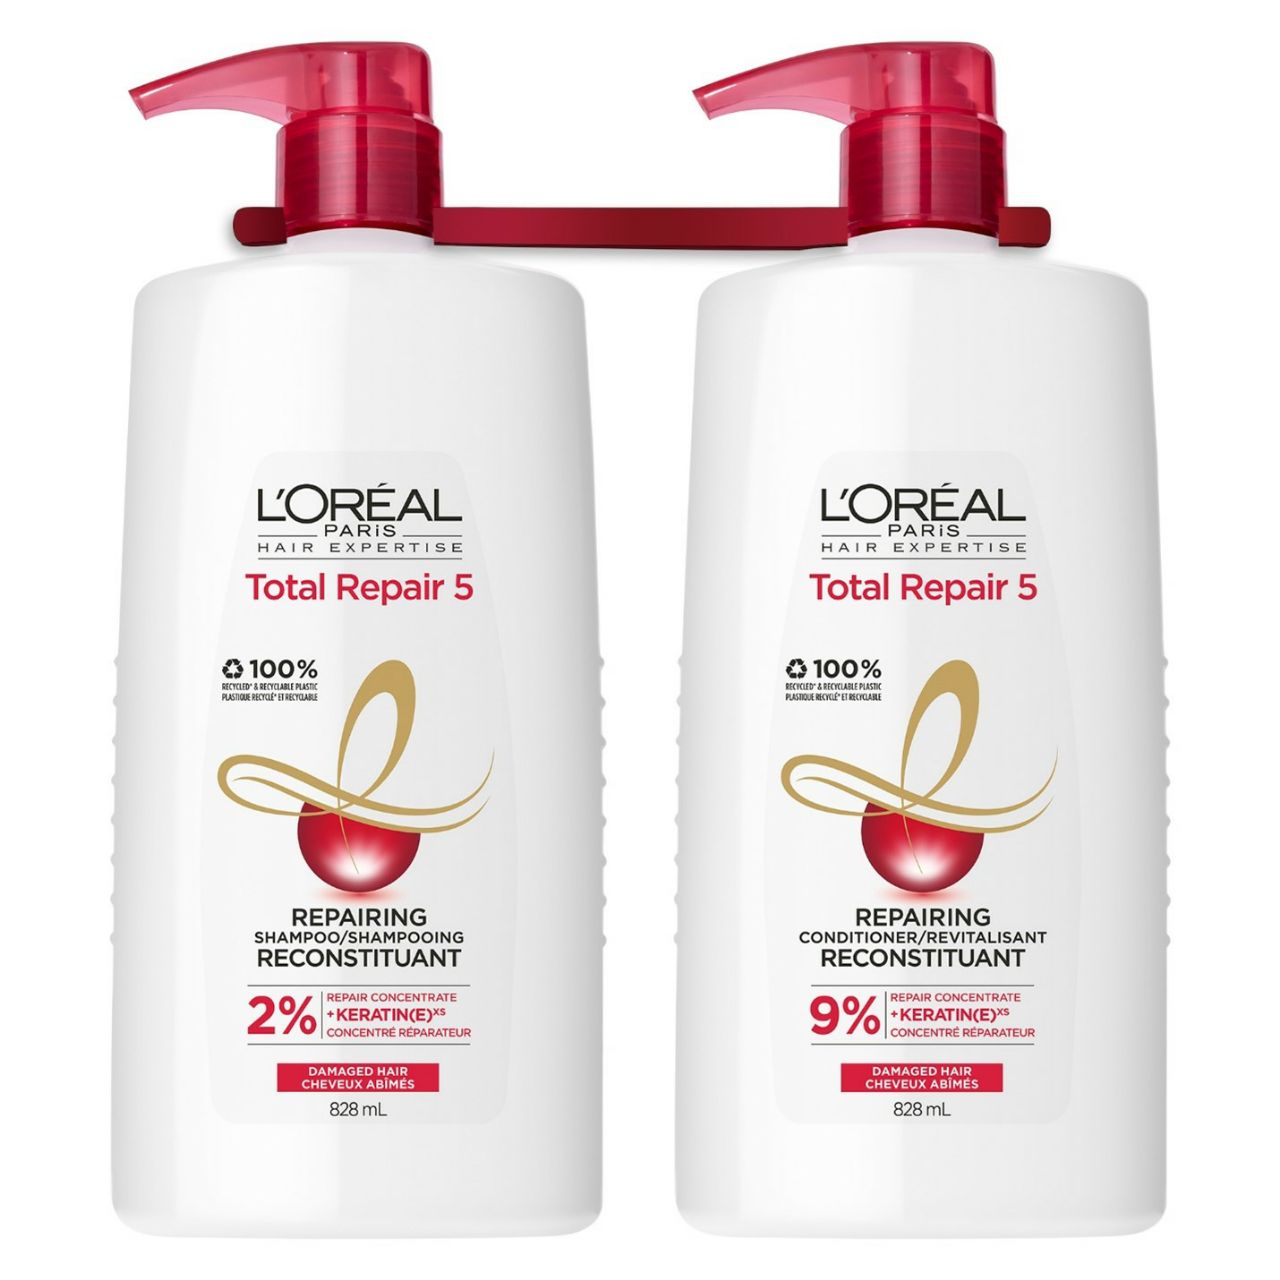 L'ORÉAL
PARiS
HAIR EXPERTISE
Total Repair 5
100%
RECYCLED* & RECYCLABLE PLASTIC
PLASTIQUE RECYCLÉ* ET RECYCLABLE
REPAIRING
SHAMPOO/SHAMPOOING
RECONSTITUANT
2%
REPAIR CONCENTRATE
+KERATIN(E)XS
CONCENTRÉ RÉPARATEUR
DAMAGED HAIR
CHEVEUX ABÎMÉS
828 mL
L'ORÉAL
PARiS
HAIR EXPERTISE
Total Repair 5
100%
RECYCLED* & RECYCLABLE PLASTIC
PLASTIQUE RECYCLÉ* ET RECYCLABLE
REPAIRING
CONDITIONER/REVITALISANT
RECONSTITUANT
9%
REPAIR CONCENTRATE
+KERATIN(E)XS
CONCENTRÉ RÉPARATEUR
DAMAGED HAIR
CHEVEUX ABÎMÉS
828 mL